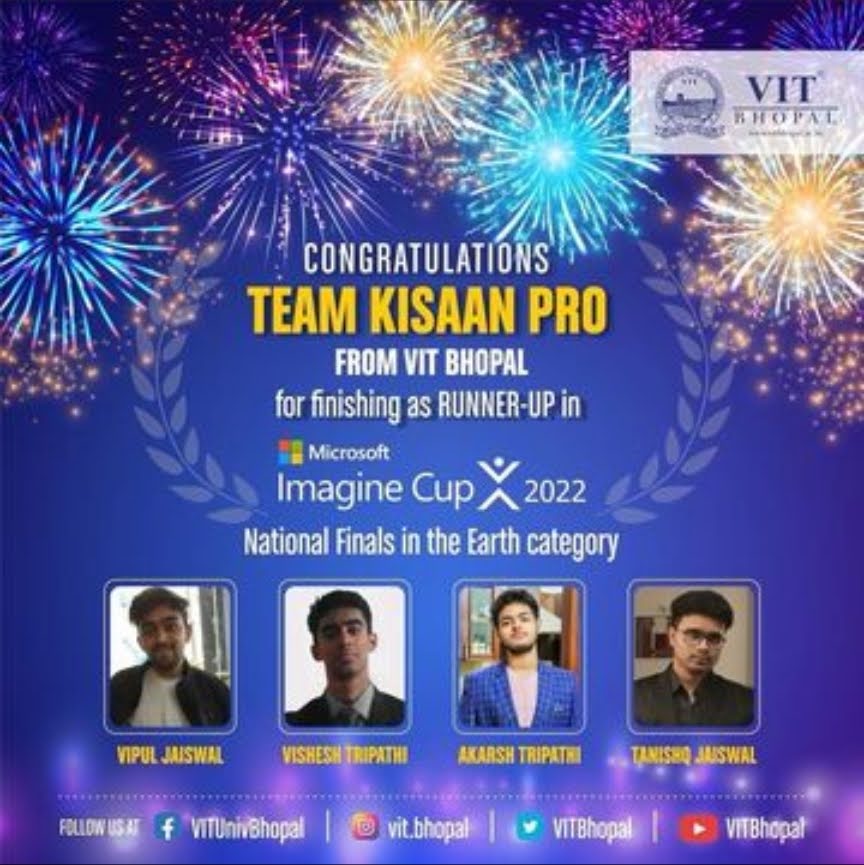 VIT
BHOPAL
CONGRATULATIONS
TEAM KISAAN PRO
FROM VIT BHOPAL
for finishing as RUNNER-UP in
Microsoft
Imagine Cup 2022
National Finals in the Earth category
VIPUL JAISWAL
VISHESH TRIPATHI
AKARSH TRIPATHI
TANISHQ JAISWAL
FOLLOW US AT VITUnivBhopal | vit.bhopal | VITBhopal | VITBhopal